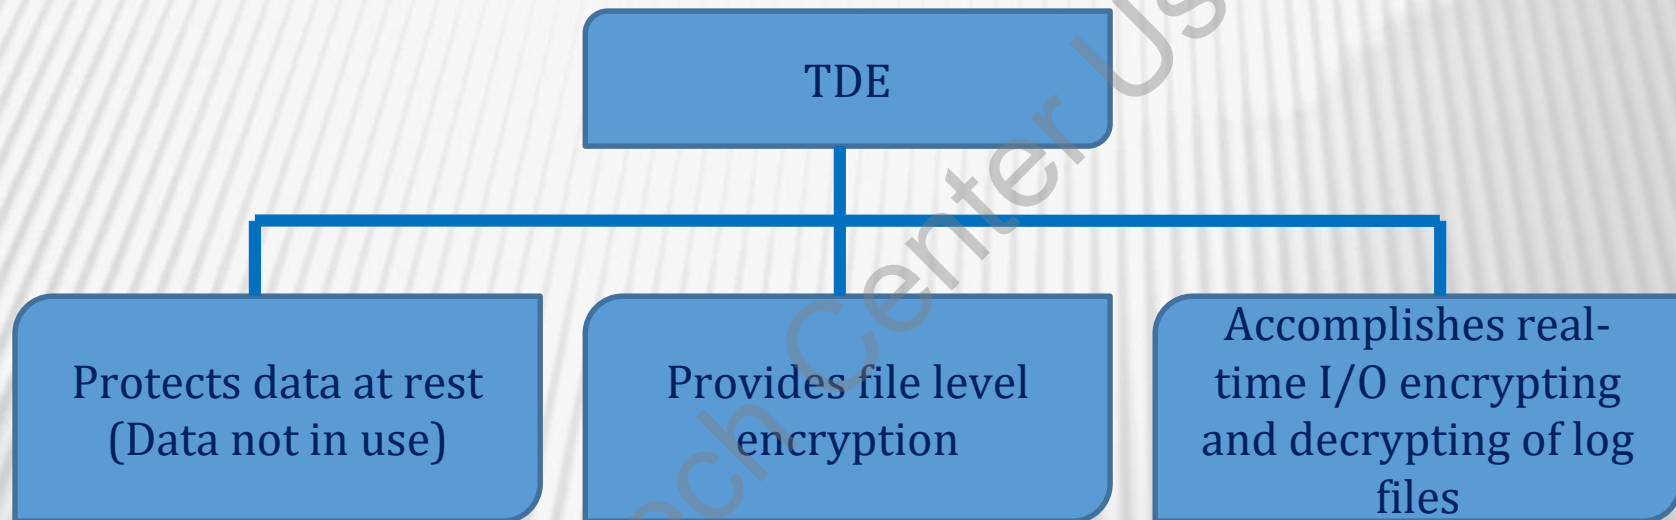 TDE
Protects data at rest
(Data not in use)
Provides file level
encryption
Accomplishes real-
time I/O encrypting
and decrypting of log
files
Center